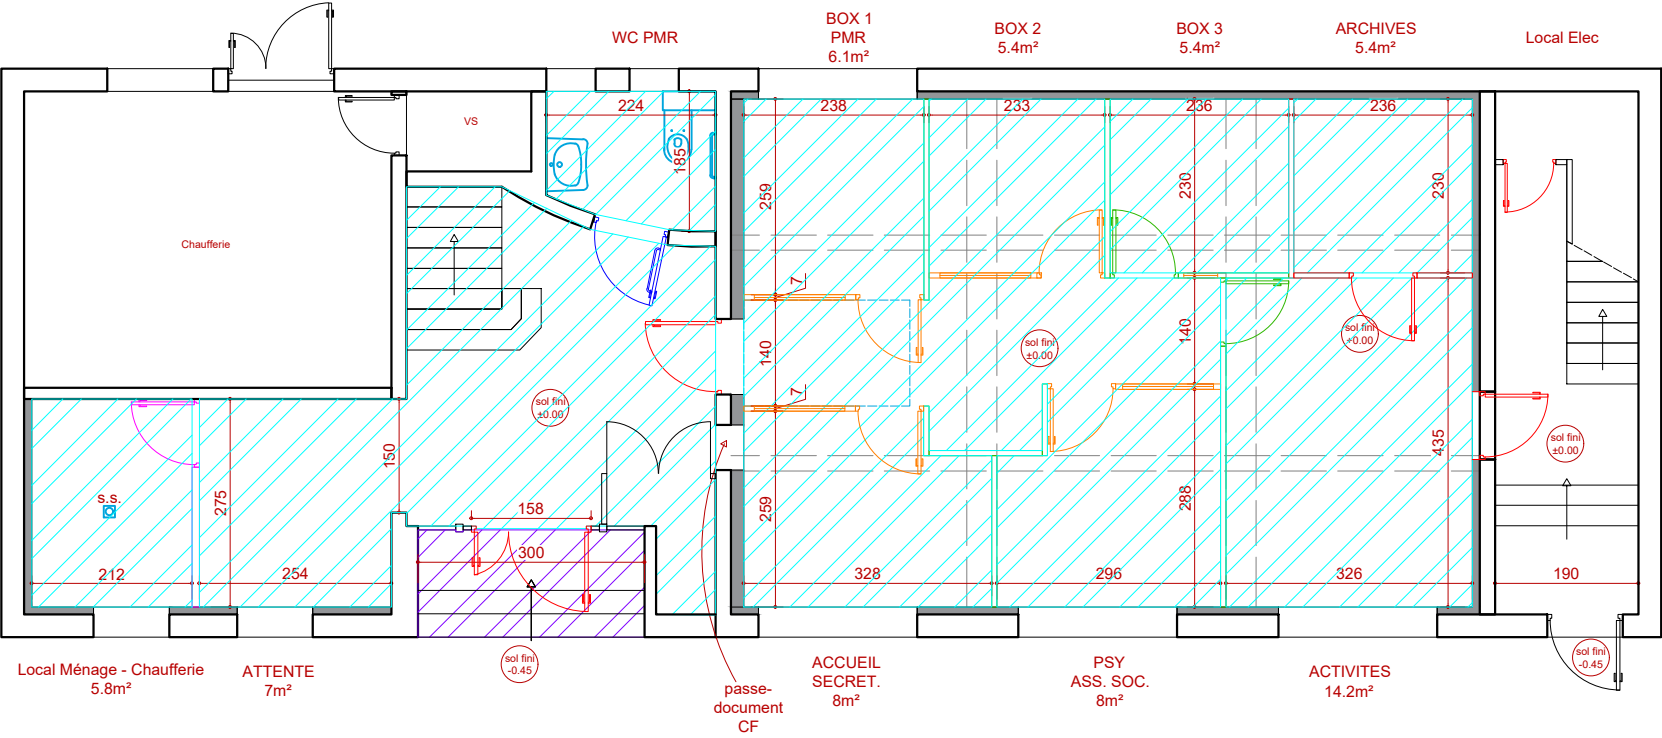 WC PMR
BOX 1
PMR
6.1m²
BOX 2
5.4m²
BOX 3
5.4m²
ARCHIVES
5.4m²
Local Elec
224
238
233
236
236
VS
185
259
230
230
Chaufferie
7
sol fini
±0.00
sol fini
±0.00
140
140
7
sol fini
±0.00
sol fini
±0.00
150
435
s.s.
275
158
259
288
300
212
254
328
296
326
190
sol fini
-0.45
sol fini
-0.45
Local Ménage - Chaufferie
5.8m²
ATTENTE
7m²
passe-
document
CF
ACCUEIL
SECRET.
8m²
PSY
ASS. SOC.
8m²
ACTIVITES
14.2m²